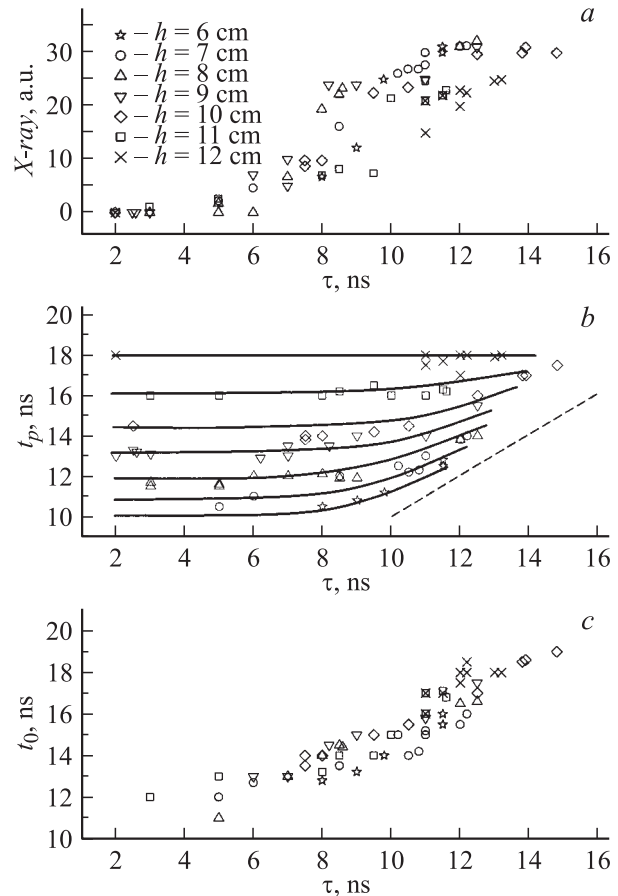 a
X-ray, a.u.
30
20
10
0
– h = 6 cm
– h = 7 cm
– h = 8 cm
– h = 9 cm
– h = 10 cm
– h = 11 cm
– h = 12 cm
2 4 6 8 10 12 14 16
τ, ns
b
tp, ns
20
18
16
14
12
10
2 4 6 8 10 12 14 16
τ, ns
c
t0, ns
20
18
16
14
12
10
2 4 6 8 10 12 14 16
τ, ns